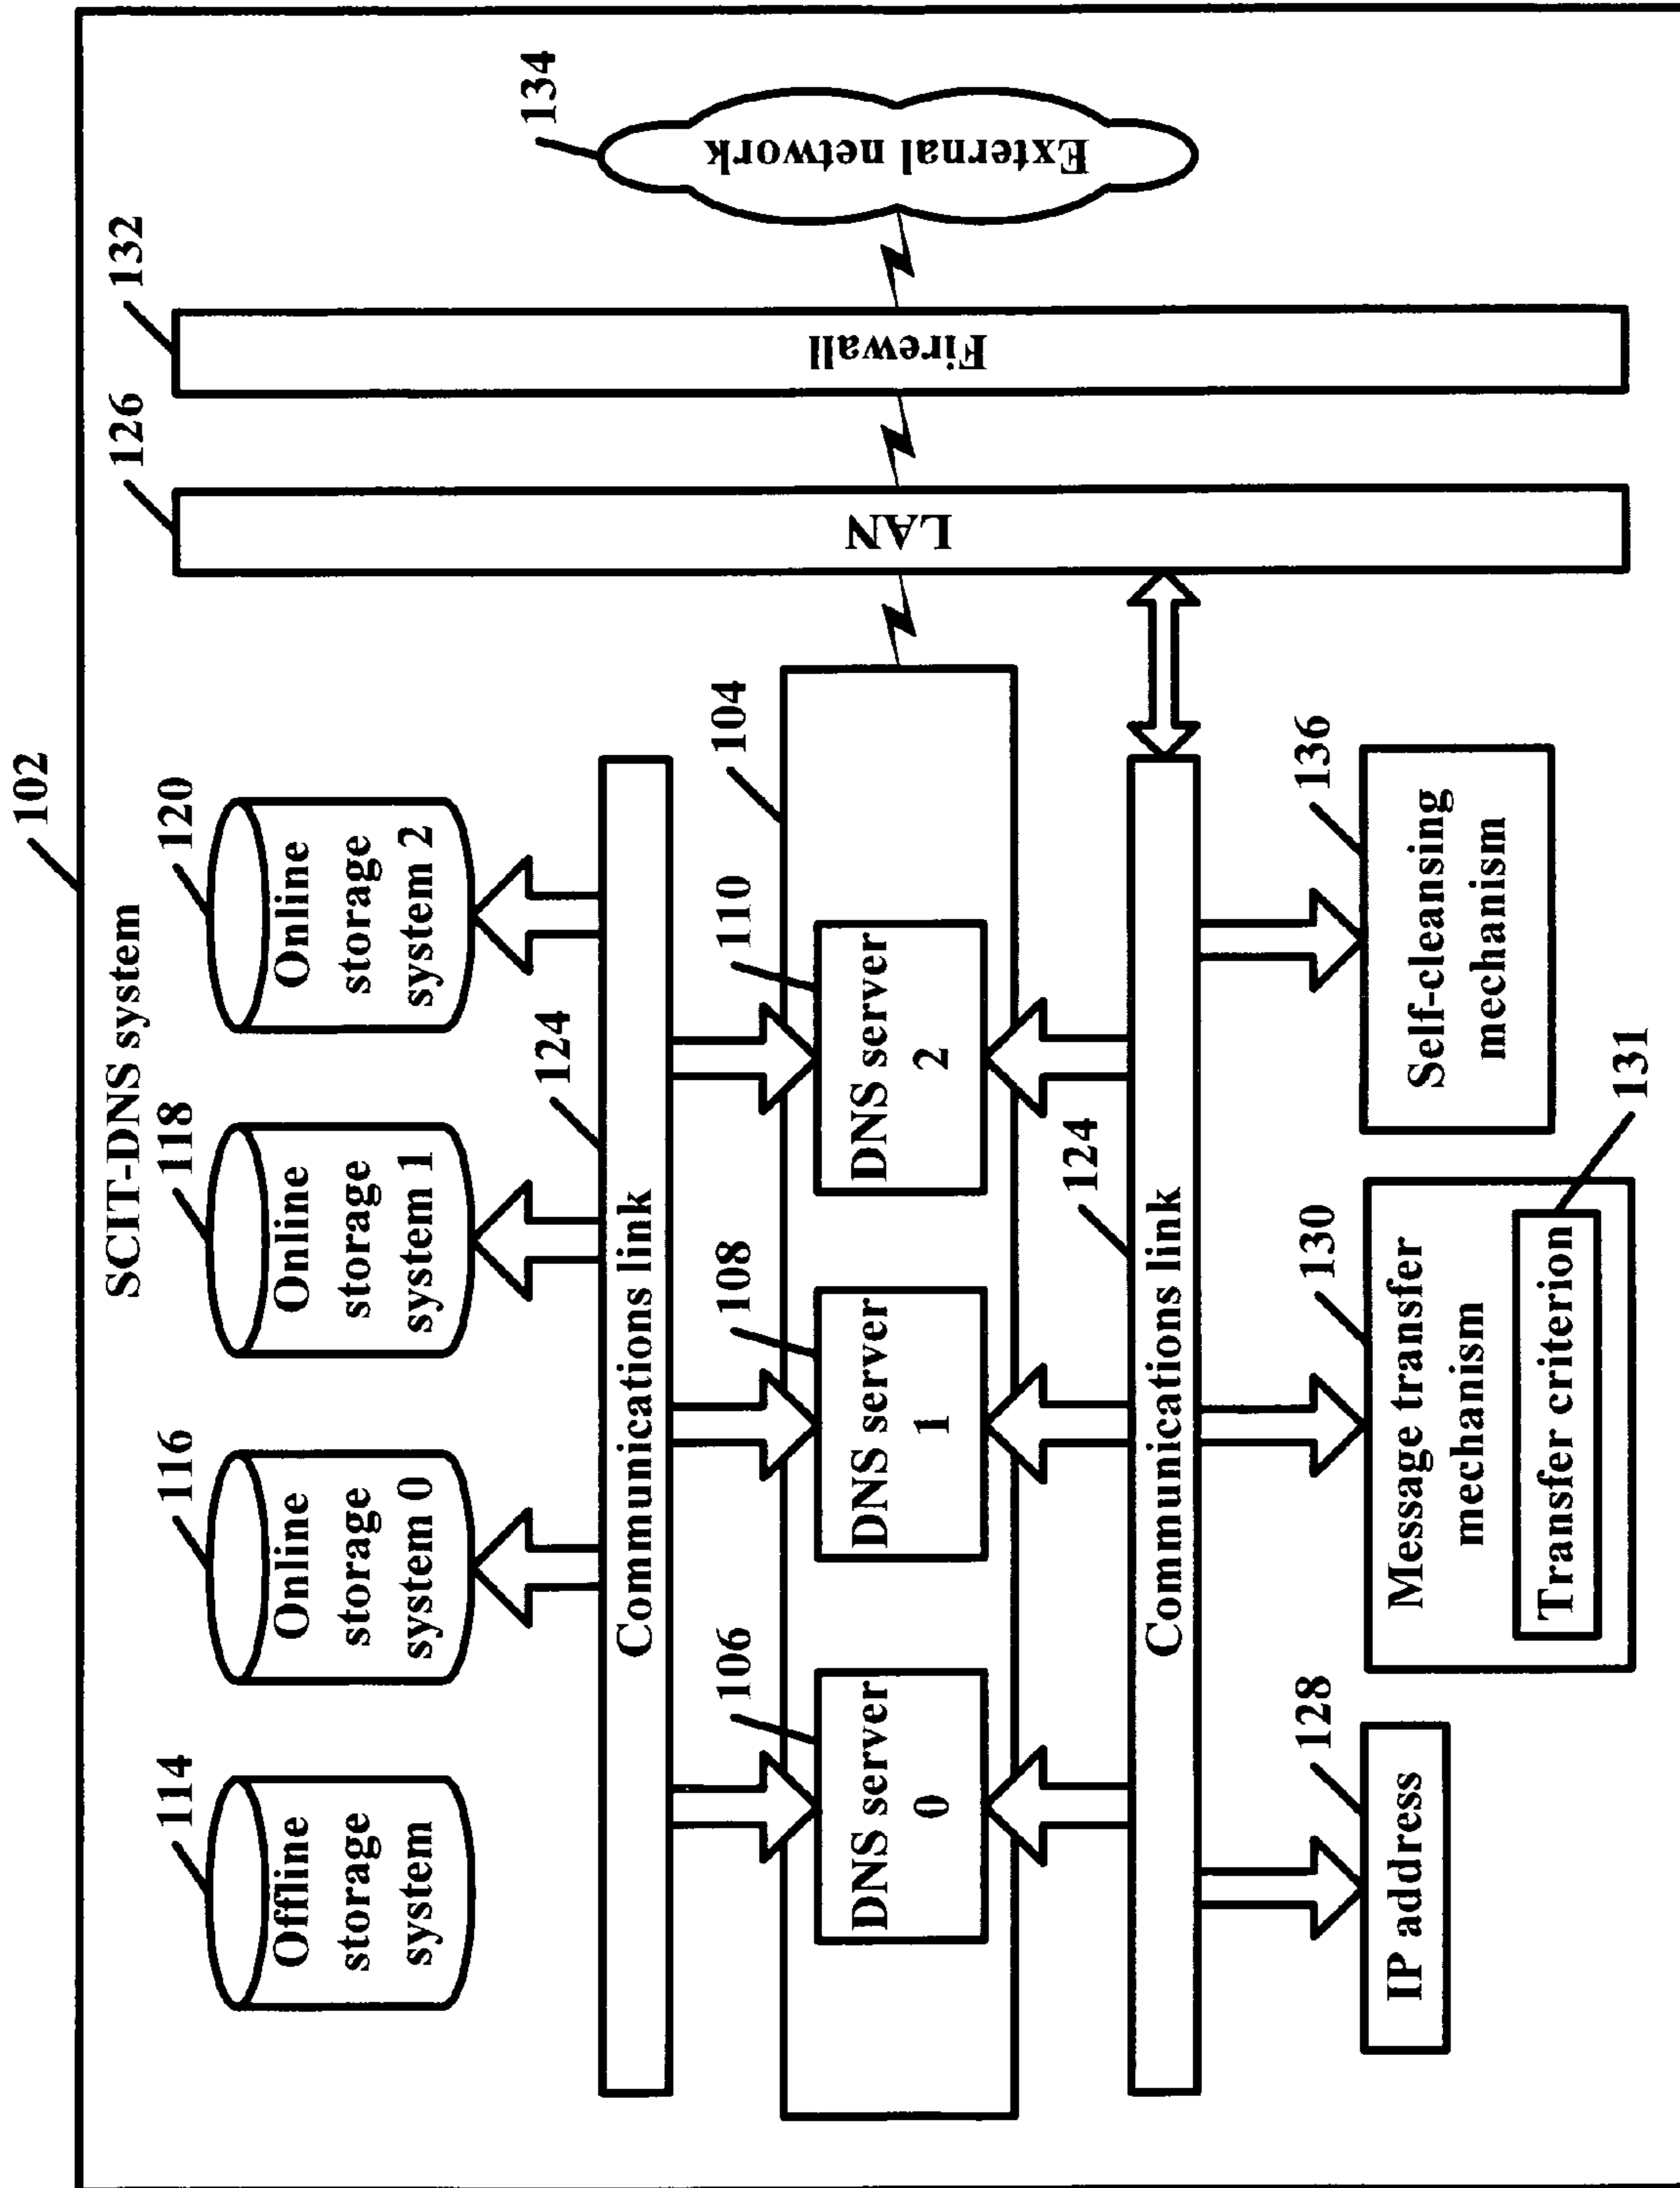 102
SCIT-DNS system
114
116
118
120
Offline
storage
system
Online
storage
system 0
Online
storage
system 1
Online
storage
system 2
124
Communications link
104
106
108
110
DNS server
0
DNS server
1
DNS server
2
124
Communications link
128
130
136
IP address
Message transfer
mechanism
Transfer criterion
131
Self-cleansing
mechanism
126
LAN
132
Firewall
134
External network